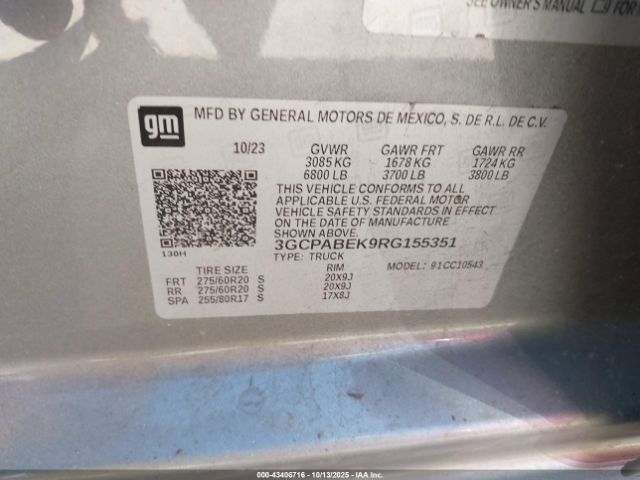 SEE OWNER'S MANUAL FOR
gm
MFD BY GENERAL MOTORS DE MEXICO, S. DE R.L. DE C.V.
10/23 GVWR GAWR FRT GAWR RR
3085 KG 1678 KG 1724 KG
6800 LB 3700 LB 3800 LB
THIS VEHICLE CONFORMS TO ALL
APPLICABLE U.S. FEDERAL MOTOR
VEHICLE SAFETY STANDARDS IN EFFECT
ON THE DATE OF MANUFACTURE
SHOWN ABOVE.
3GCPABEK9RG155351
130H
TYPE: TRUCK MODEL: 91CC10543
TIRE SIZE RIM
FRT 275/60R20 S 20X9J
RR 275/60R20 S 20X9J
SPA 255/80R17 S 17X8J
000-43406716 | 10/13/2025 - IAA Inc.